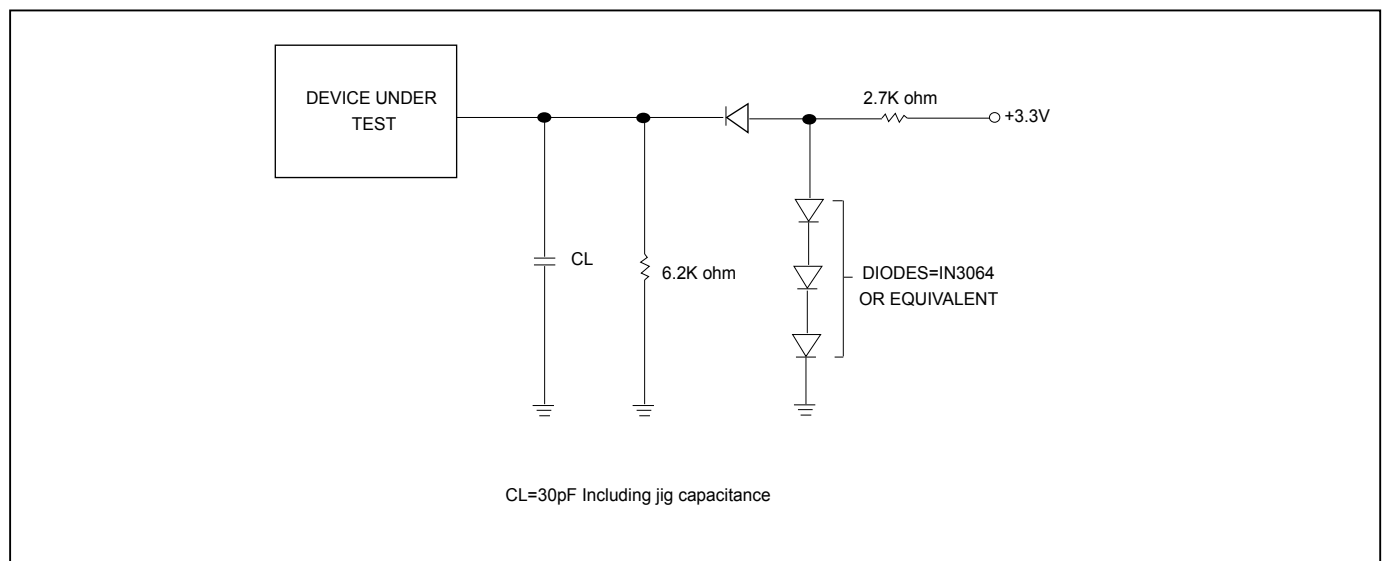 DEVICE UNDER
TEST
2.7K ohm
+3.3V
CL
6.2K ohm
DIODES=IN3064
OR EQUIVALENT
CL=30pF Including jig capacitance